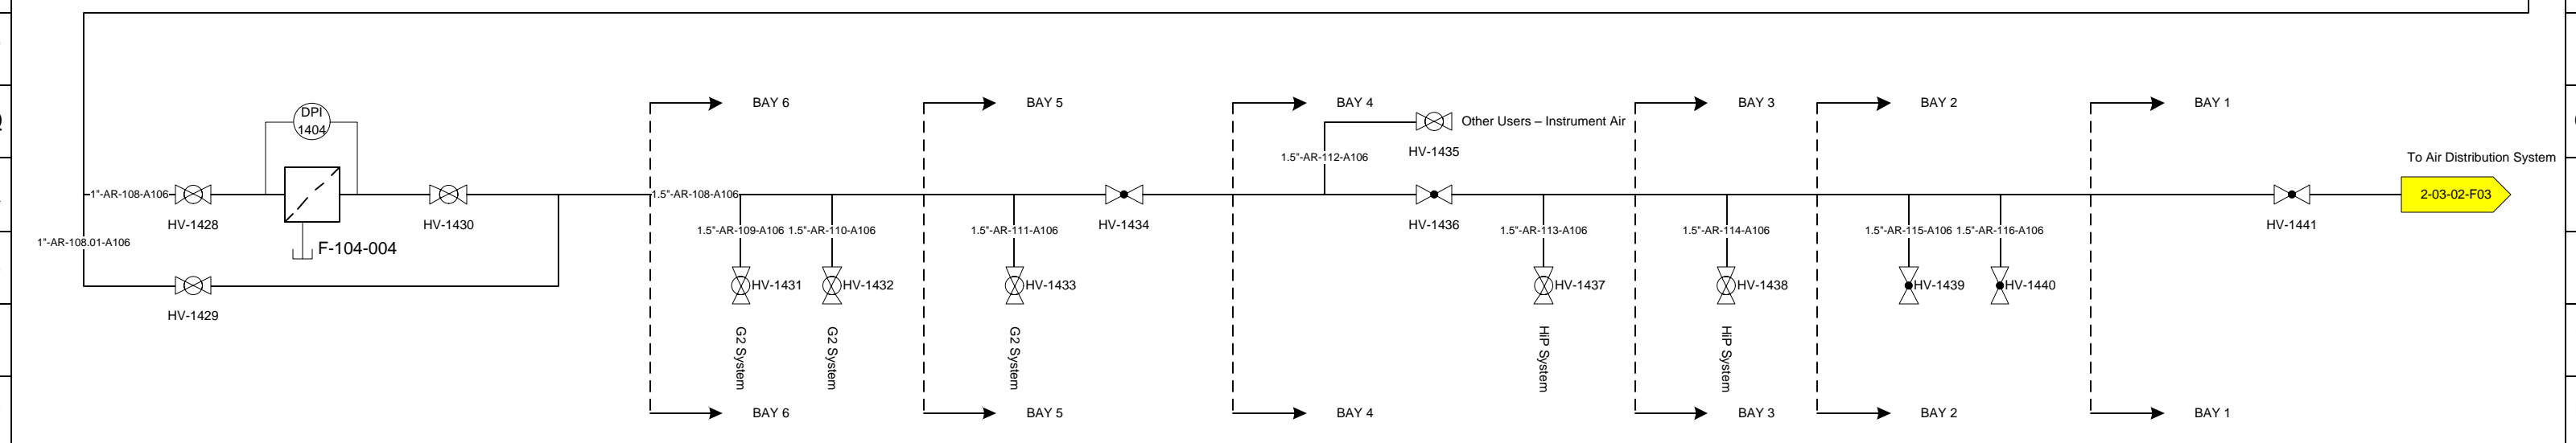 BAY 6
BAY 5
BAY 4
BAY 3
BAY 2
BAY 1
DPI
1404
Other Users – Instrument Air
HV-1435
1.5"-AR-112-A106
To Air Distribution System
1"-AR-108-A106
1.5"-AR-108-A106
2-03-02-F03
HV-1428
HV-1430
HV-1434
HV-1436
HV-1441
1"-AR-108.01-A106
F-104-004
1.5"-AR-109-A106
1.5"-AR-110-A106
1.5"-AR-111-A106
1.5"-AR-113-A106
1.5"-AR-114-A106
1.5"-AR-115-A106
1.5"-AR-116-A106
HV-1429
HV-1431
HV-1432
HV-1433
HV-1437
HV-1438
HV-1439
HV-1440
G2 System
G2 System
G2 System
HiP System
HiP System
BAY 6
BAY 5
BAY 4
BAY 3
BAY 2
BAY 1